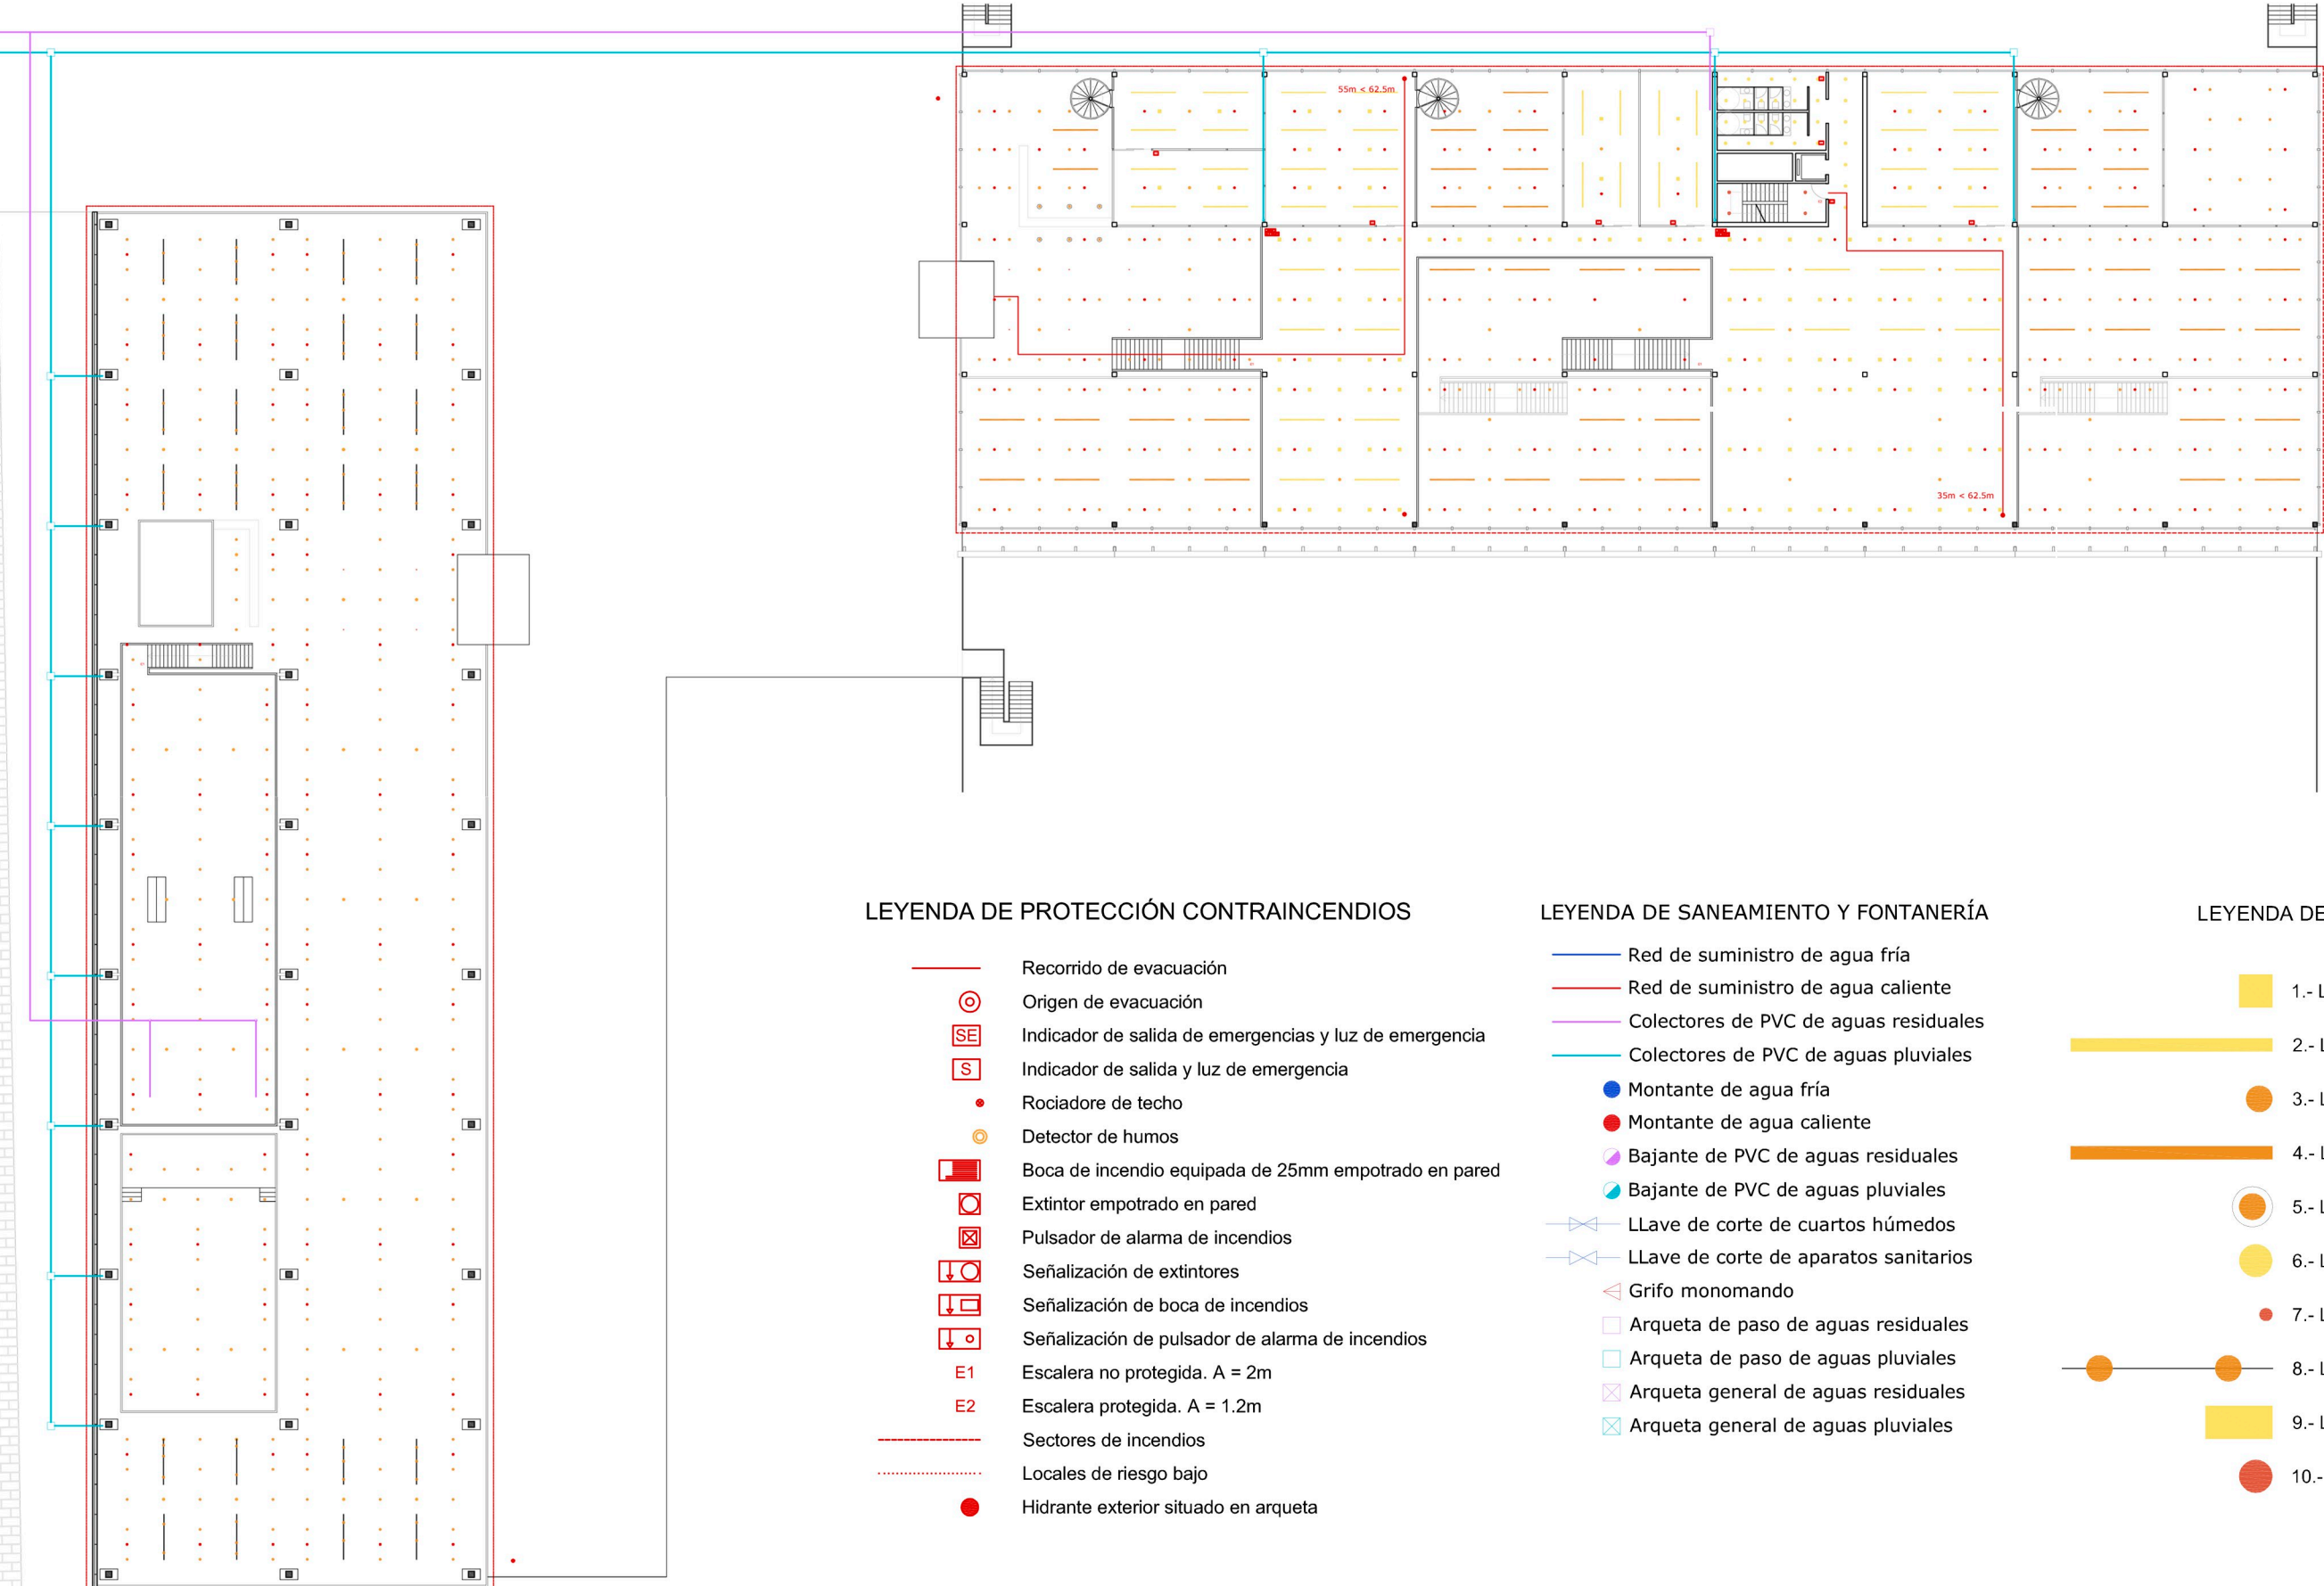 55m < 62.5m
35m < 62.5m
LEYENDA DE PROTECCIÓN CONTRAINCENDIOS
Recorrido de evacuación
Origen de evacuación
SE Indicador de salida de emergencias y luz de emergencia
S Indicador de salida y luz de emergencia
Rociadore de techo
Detector de humos
Boca de incendio equipada de 25mm empotrado en pared
Extintor empotrado en pared
Pulsador de alarma de incendios
Señalización de extintores
Señalización de boca de incendios
Señalización de pulsador de alarma de incendios
E1 Escalera no protegida. A = 2m
E2 Escalera protegida. A = 1.2m
Sectores de incendios
Locales de riesgo bajo
Hidrante exterior situado en arqueta
LEYENDA DE SANEAMIENTO Y FONTANERÍA
Red de suministro de agua fría
Red de suministro de agua caliente
Colectores de PVC de aguas residuales
Colectores de PVC de aguas pluviales
Montante de agua fría
Montante de agua caliente
Bajante de PVC de aguas residuales
Bajante de PVC de aguas pluviales
LLave de corte de cuartos húmedos
LLave de corte de aparatos sanitarios
Grifo monomando
Arqueta de paso de aguas residuales
Arqueta de paso de aguas pluviales
Arqueta general de aguas residuales
Arqueta general de aguas pluviales
LEYENDA DE
1.- L
2.- L
3.- L
4.- L
5.- L
6.- L
7.- L
8.- L
9.- L
10.-